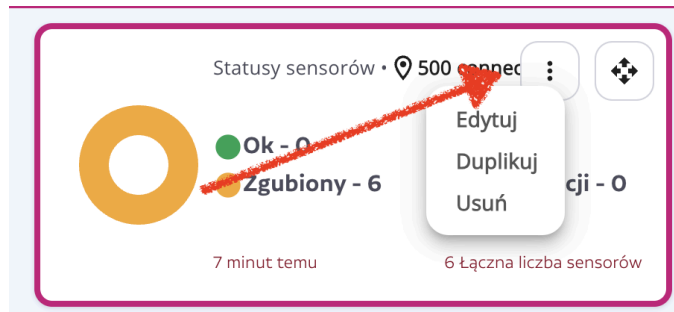 Statusy sensorów • 500 connec
Edytuj
Ok - 0
Duplikuj
Zgubiony - 6
cji - 0
Usuń
7 minut temu
6 Łączna liczba sensorów